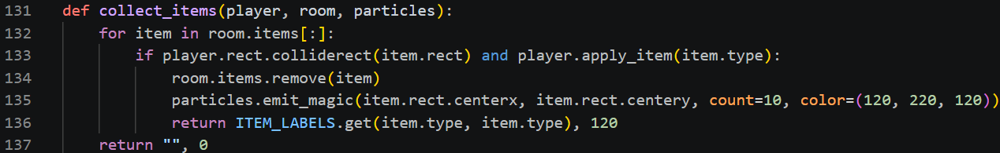 131 def collect_items(player, room, particles):
132     for item in room.items[:]:
133         if player.rect.colliderect(item.rect) and player.apply_item(item.type):
134             room.items.remove(item)
135             particles.emit_magic(item.rect.centerx, item.rect.centery, count=10, color=(120, 220, 120))
136             return ITEM_LABELS.get(item.type, item.type), 120
137     return "", 0